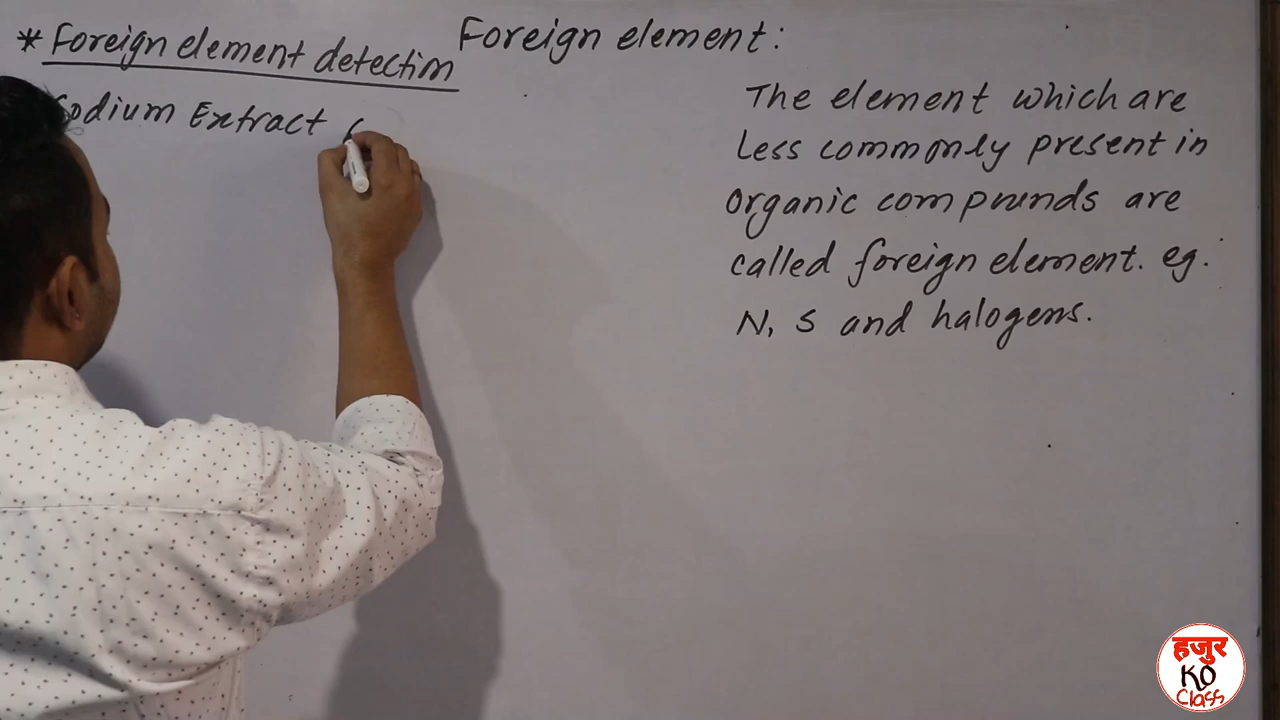 * Foreign element detection
Sodium Extract (
Foreign element:
The element which are
less commonly present in
organic compounds are
called foreign element. eg.
N, S and halogens.
हजुर
KO
Class